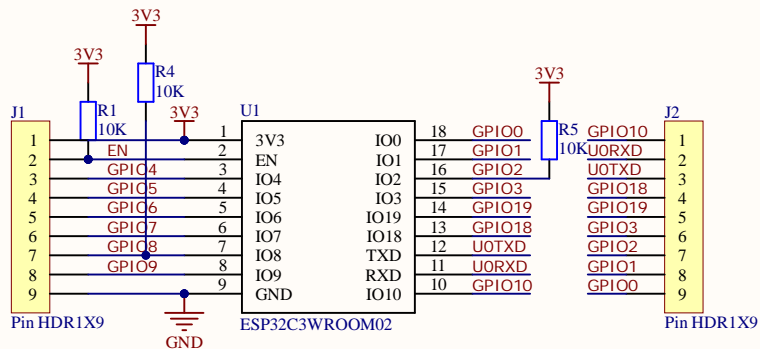 3V3
3V3
R4
10K
3V3
J1
R1
10K
3V3
U1
R5
10K
J2
1
1
3V3
IO0
18
GPIO0
GPIO10
1
2
EN
2
EN
IO1
17
GPIO1
U0RXD
2
3
GPIO4
3
IO4
IO2
16
GPIO2
U0TXD
3
4
GPIO5
4
IO5
IO3
15
GPIO3
GPIO18
4
5
GPIO6
5
IO6
IO19
14
GPIO19
GPIO19
5
6
GPIO7
6
IO7
IO18
13
GPIO18
GPIO3
6
7
GPIO8
7
IO8
TXD
12
U0TXD
GPIO2
7
8
GPIO9
8
IO9
RXD
11
U0RXD
GPIO1
8
9
9
GND
IO10
10
GPIO10
GPIO0
9
Pin HDR1X9
GND
ESP32C3WROOM02
Pin HDR1X9
3V3